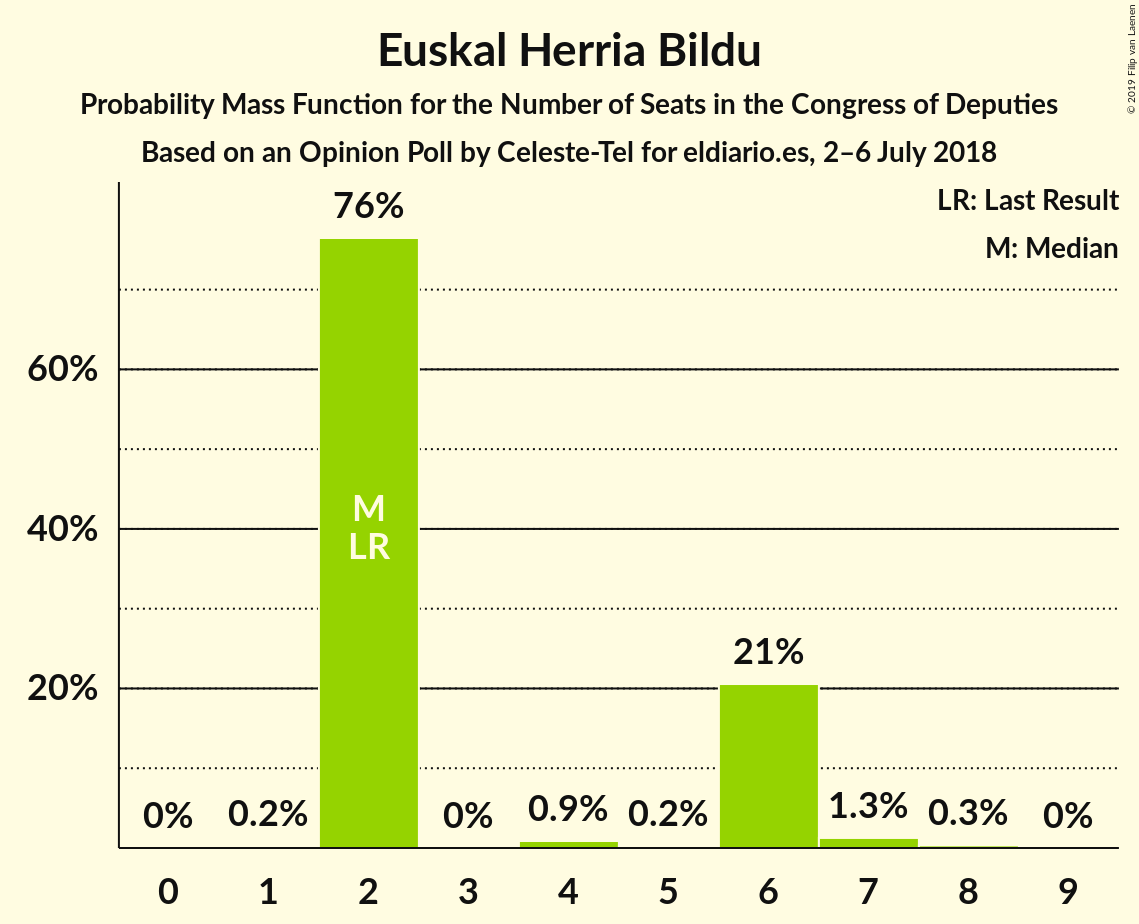 Euskal Herria Bildu
Probability Mass Function for the Number of Seats in the Congress of Deputies
Based on an Opinion Poll by Celeste-Tel for eldiario.es, 2–6 July 2018
© 2019 Filip van Laenen
LR: Last Result
M: Median
76%
60%
40%
20%
M
LR
21%
0%
0.2%
0%
0.9%
0.2%
1.3%
0.3%
0%
0 1 2 3 4 5 6 7 8 9